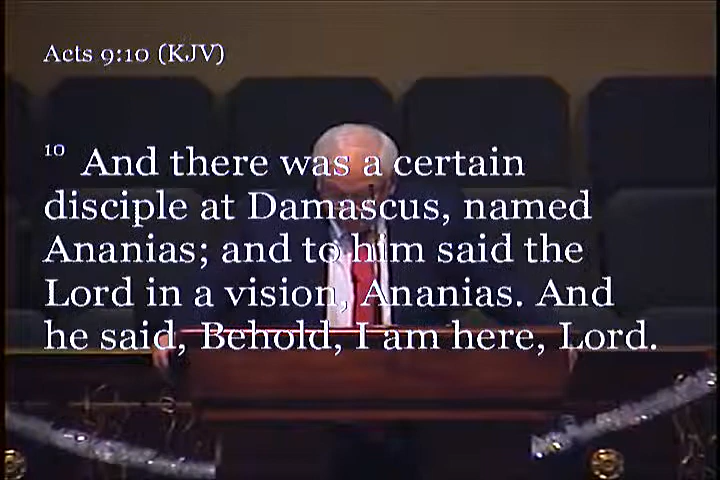 Acts 9:10 (KJV)
10 And there was a certain
disciple at Damascus, named
Ananias; and to him said the
Lord in a vision, Ananias. And
he said, Behold, I am here, Lord.